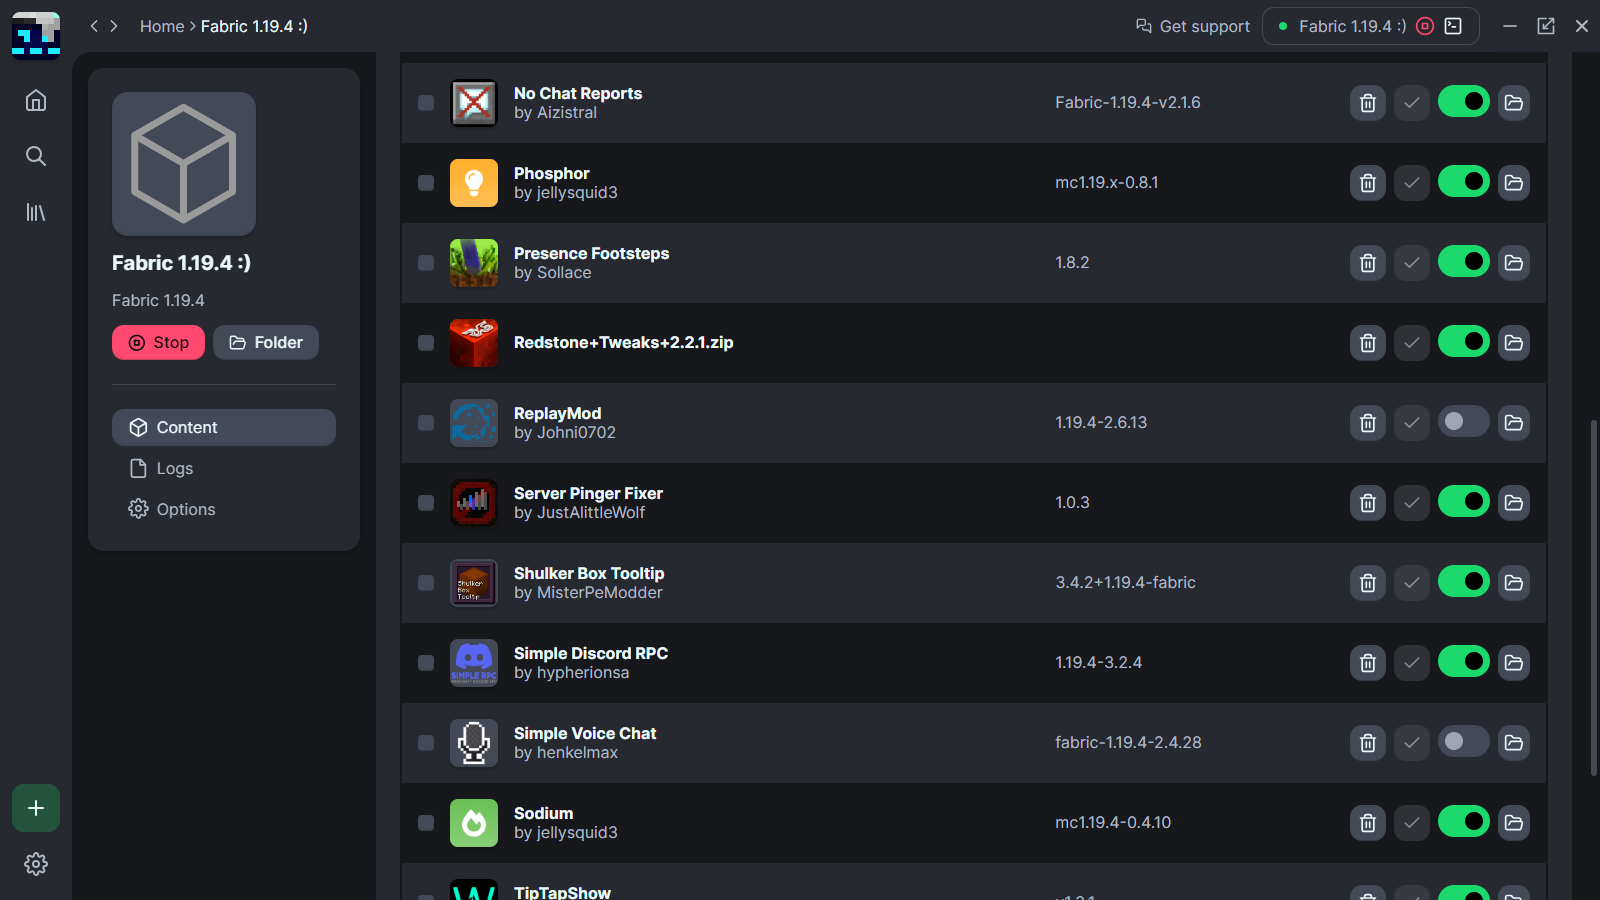 Home > Fabric 1.19.4 :)
Get support
Fabric 1.19.4 :)
Fabric 1.19.4 :)
Fabric 1.19.4
Stop
Folder
Content
Logs
Options
No Chat Reports
by Aizistral
Fabric-1.19.4-v2.1.6
Phosphor
by jellysquid3
mc1.19.x-0.8.1
Presence Footsteps
by Sollace
1.8.2
Redstone+Tweaks+2.2.1.zip
ReplayMod
by Johni0702
1.19.4-2.6.13
Server Pinger Fixer
by JustAlittleWolf
1.0.3
Shulker
Box
Tooltip
Shulker Box Tooltip
by MisterPeModder
3.4.2+1.19.4-fabric
SIMPLE RPC
Simple Discord RPC
by hypherionsa
1.19.4-3.2.4
Simple Voice Chat
by henkelmax
fabric-1.19.4-2.4.28
Sodium
by jellysquid3
mc1.19.4-0.4.10
TipTapShow